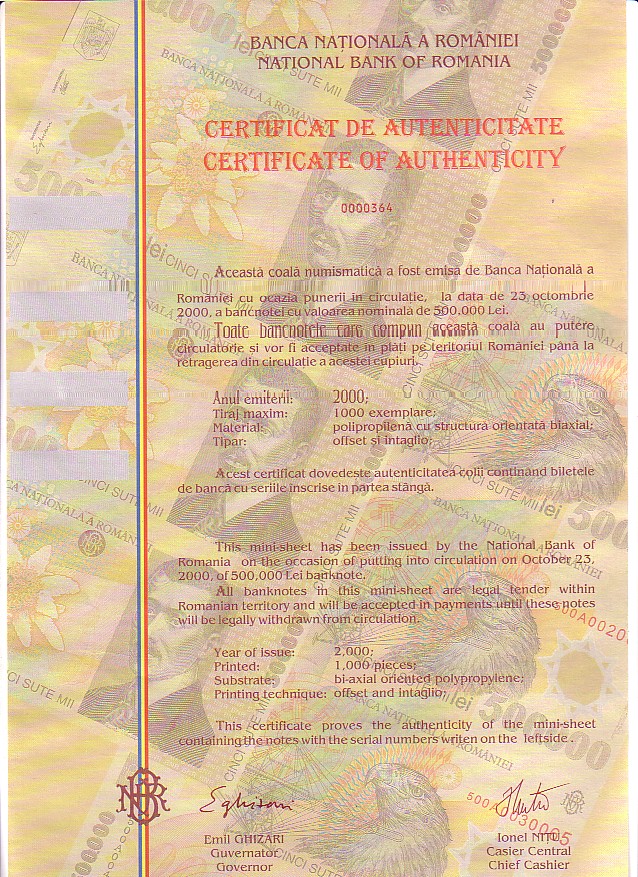 BANCA NAȚIONALĂ A ROMÂNIEI
NATIONAL BANK OF ROMANIA
CERTIFICAT DE AUTENTICITATE
CERTIFICATE OF AUTHENTICITY
0000364
Această coală numismatică a fost emisă de Banca Națională a
României cu ocazia punerii în circulație, la data de 23 octombrie
2000, a bancnotei cu valoarea nominală de 500.000 Lei.
Toate bancnotele care compun această coală au putere
circulatorie și vor fi acceptate în plăți pe teritoriul României până la
retragerea din circulație a acestei cupiuri.
Anul emiterii: 2000;
Tiraj maxim: 1000 exemplare;
Material: polipropilenă cu structură orientată biaxial;
Tipar: offset și intaglio;
Acest certificat dovedește autenticitatea colii conținând biletele
de bancă cu seriile înscrise în partea stângă.
This mini-sheet has been issued by the National Bank of
Romania on the occasion of putting into circulation on October 23,
2000, of 500,000 Lei banknote.
All banknotes in this mini-sheet are legal tender within
Romanian territory and will be accepted in payments until these notes
will be legally withdrawn from circulation.
Year of issue: 2,000;
Printed: 1,000 pieces;
Substrate: bi-axial oriented polypropylene;
Printing technique: offset and intaglio;
This certificate proves the authenticity of the mini-sheet
containing the notes with the serial numbers writen on the leftside.
NBR
Emil GHIZARI
Guvernator
Governor
Ionel NIȚU
Casier Central
Chief Cashier